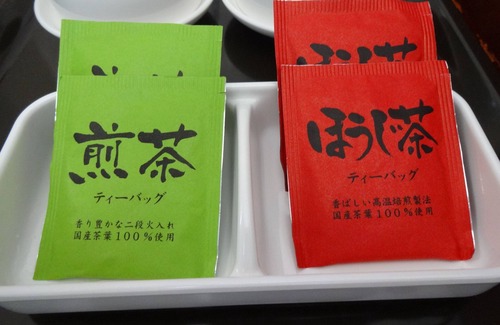 煎茶
ティーバッグ
香り豊かな二段火入れ
国産茶葉100%使用
ほうじ茶
ティーバッグ
香ばしい高温焙煎製法
国産茶葉100%使用